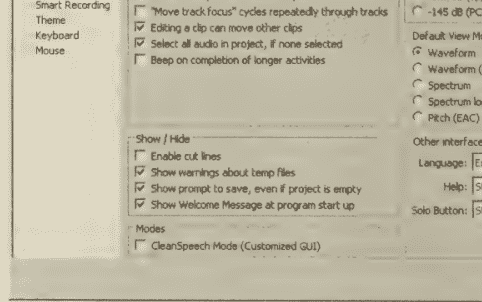 Smart Recording
Theme
Keyboard
Mouse
"Move track focus" cycles repeatedly through tracks
Editing a clip can move other clips
Select all audio in project, if none selected
Beep on completion of longer activities
Show / Hide
Enable cut lines
Show warnings about temp files
Show prompt to save, even if project is empty
Show Welcome Message at program start up
Modes
CleanSpeech Mode (Customized GUI)
-145 dB (PC
Default View Mo
Waveform
Waveform (
Spectrum
Spectrum lo
Pitch (EAC)
Other interface
Language:
Help:
Solo Button: